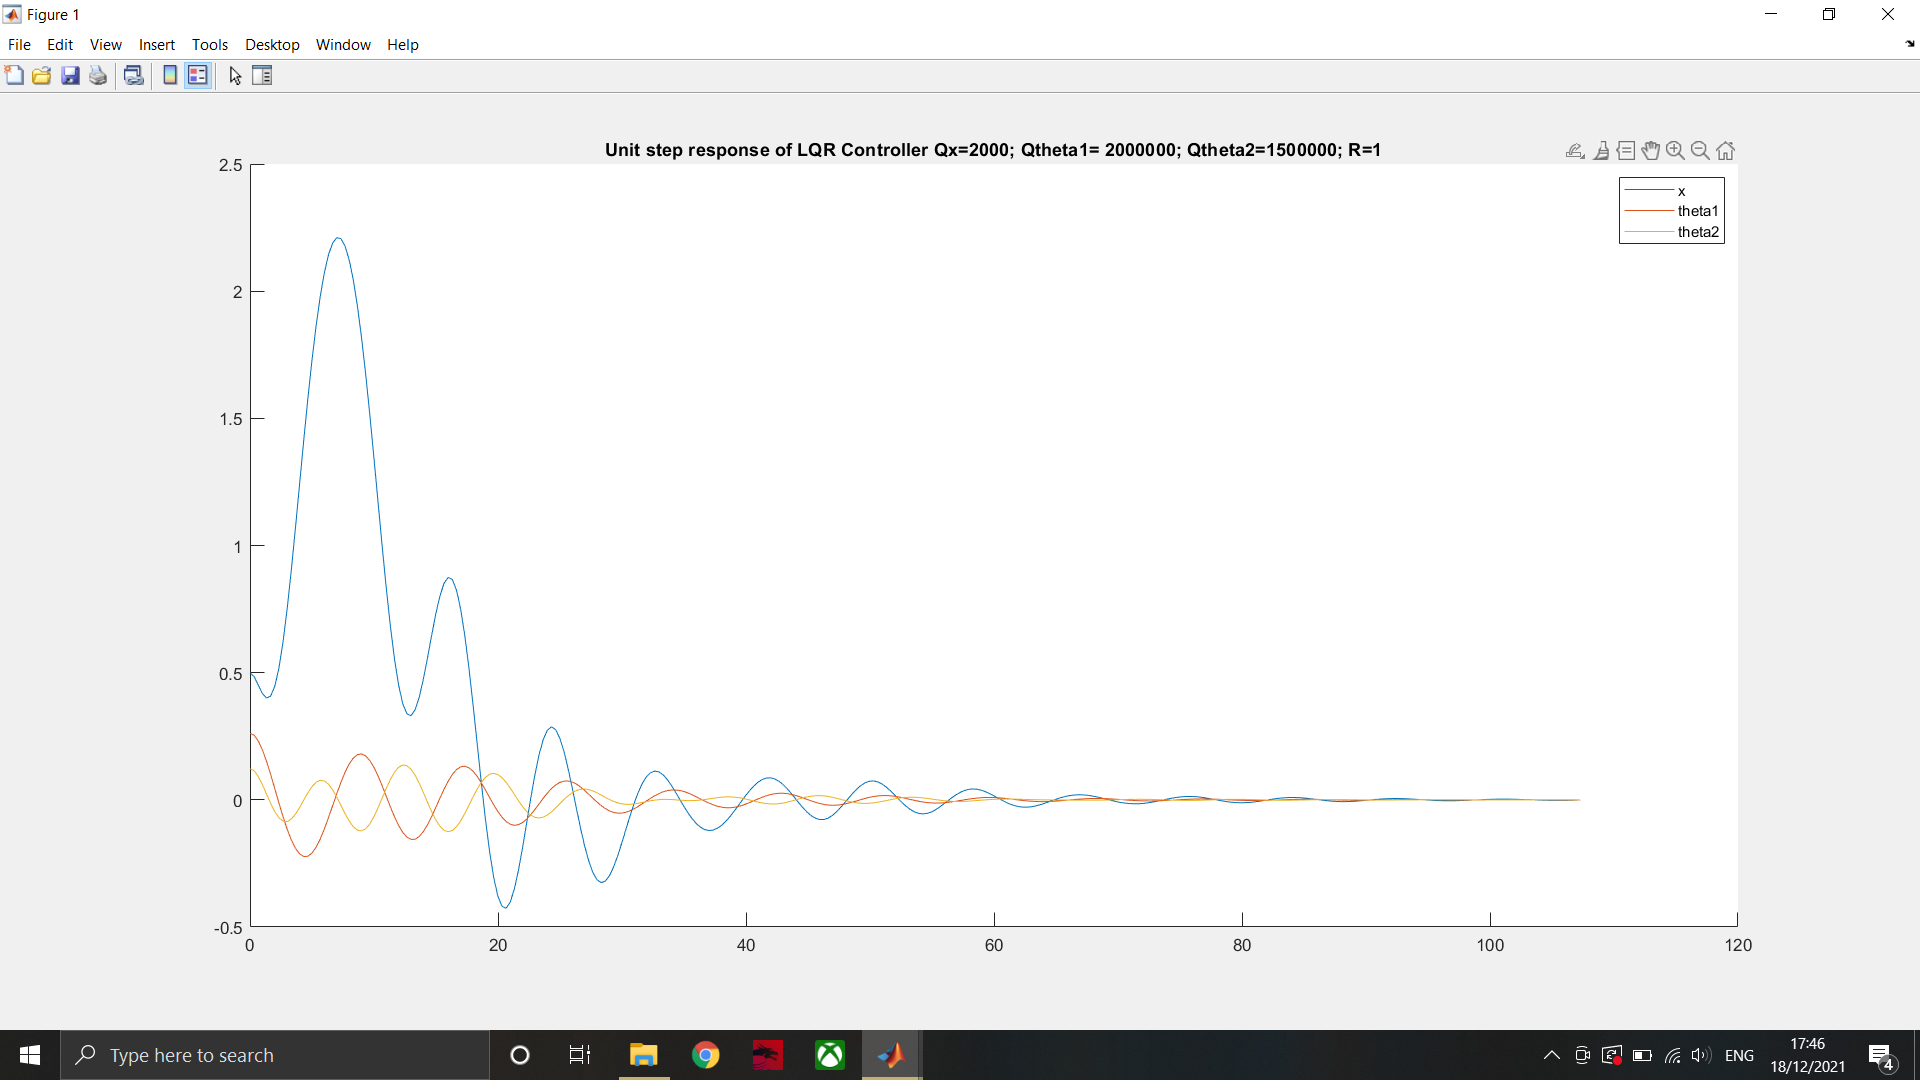 Figure 1
File Edit View Insert Tools Desktop Window Help
Unit step response of LQR Controller Qx=2000; Qtheta1= 2000000; Qtheta2=1500000; R=1
x
theta1
theta2
2.5
2
1.5
1
0.5
0
-0.5
0 20 40 60 80 100 120
Type here to search
ENG
17:46
18/12/2021
4